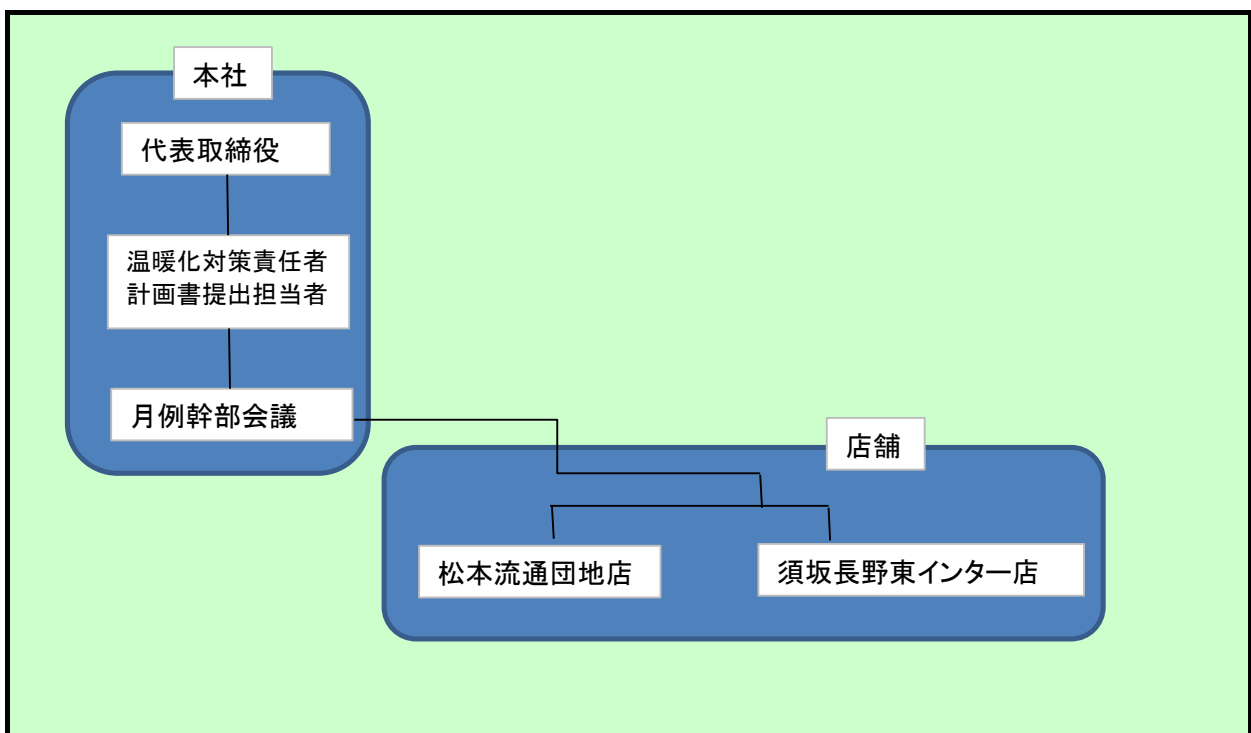 本社
代表取締役
温暖化対策責任者
計画書提出担当者
月例幹部会議
店舗
松本流通団地店
須坂長野東インター店